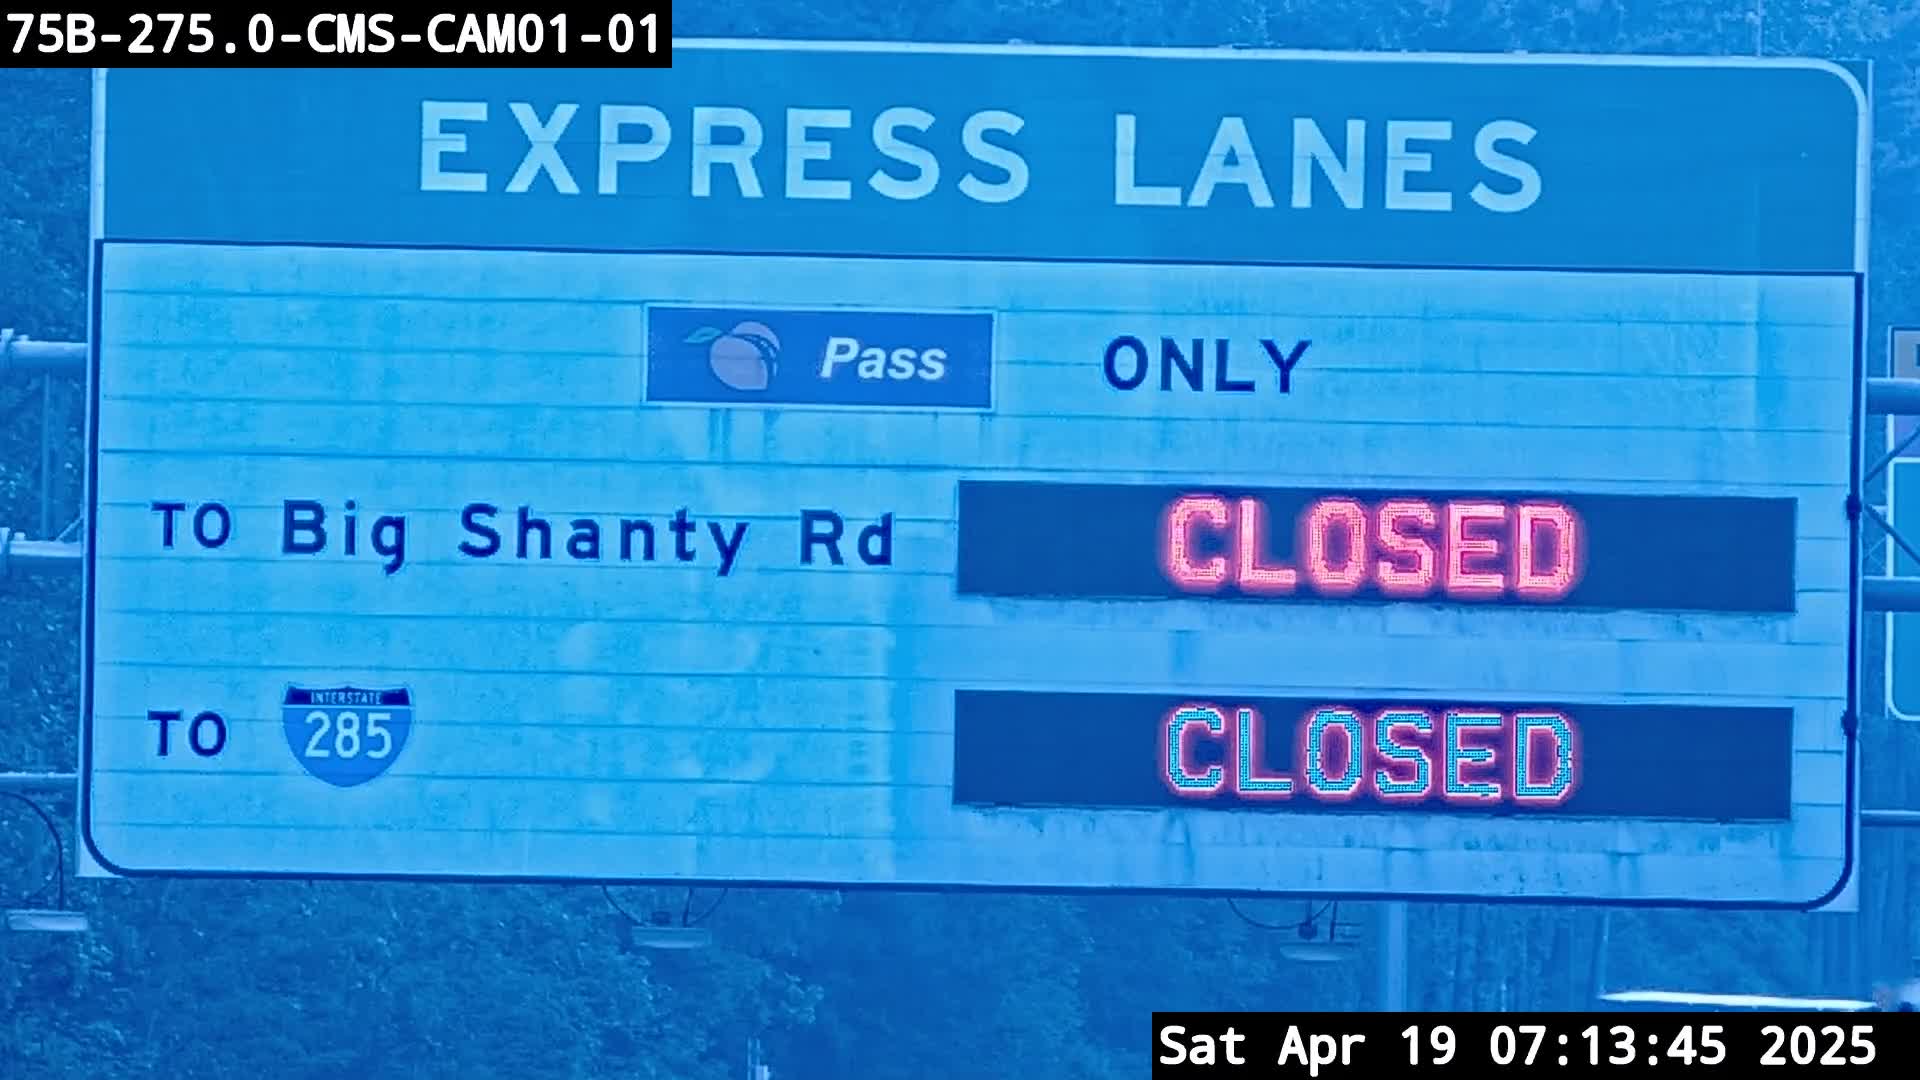 75B-275.0-CMS-CAM01-01
EXPRESS LANES
Pass ONLY
TO Big Shanty Rd CLOSED
TO INTERSTATE 285 CLOSED
Sat Apr 19 07:13:45 2025